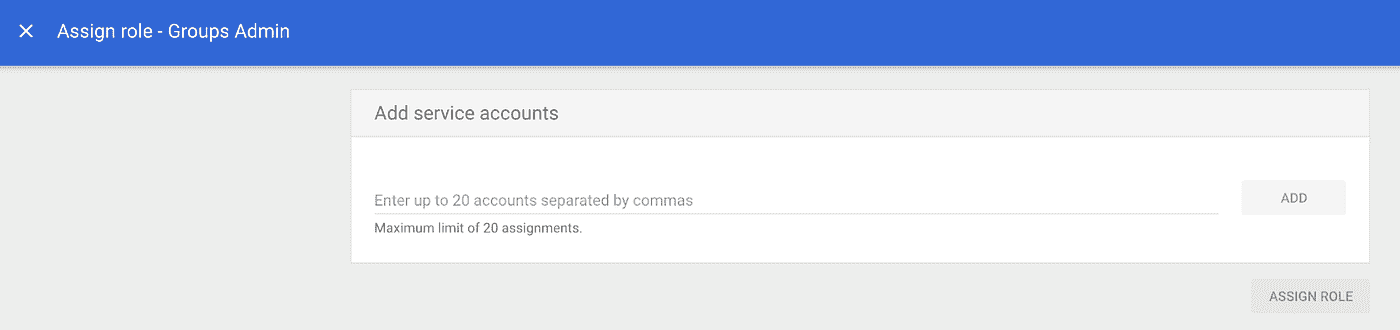 Assign role - Groups Admin
Add service accounts
Enter up to 20 accounts separated by commas
ADD
Maximum limit of 20 assignments.
ASSIGN ROLE